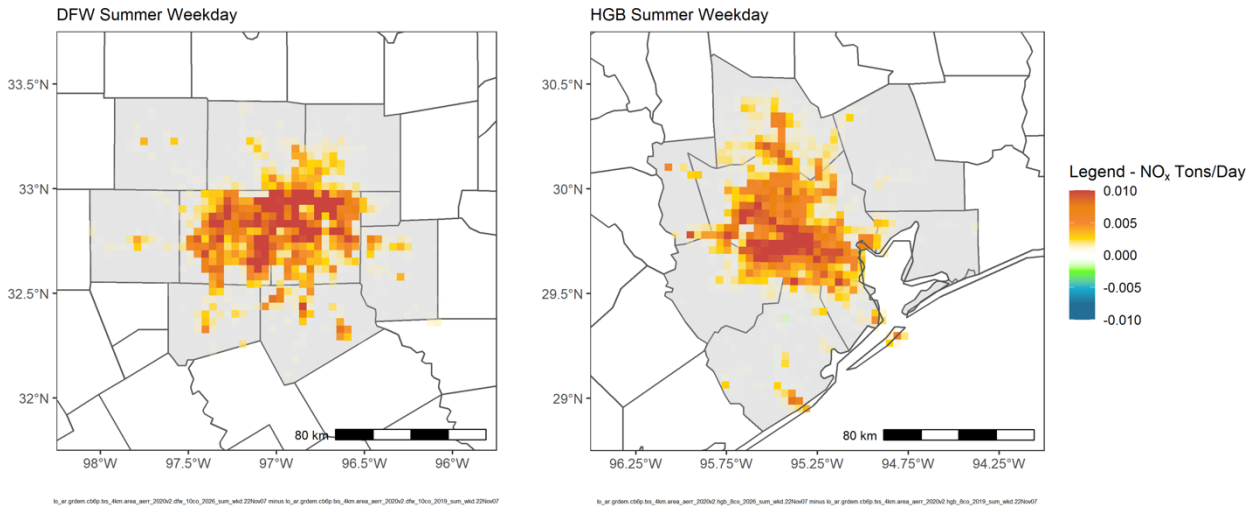 DFW Summer Weekday
HGB Summer Weekday
33.5°N
33°N
32.5°N
32°N
80 km
98°W 97.5°W 97°W 96.5°W 96°W
30.5°N
30°N
29.5°N
29°N
80 km
96.25°W 95.75°W 95.25°W 94.75°W 94.25°W
Legend - NOₓ Tons/Day
0.010
0.005
0.000
-0.005
-0.010
lo_ar.grdem.cb6p.txs_4km.area_aerr_2020v2.dfw_10co_2026_sum_wkd.22Nov07 minus lo_ar.grdem.cb6p.txs_4km.area_aerr_2020v2.dfw_10co_2019_sum_wkd.22Nov07
lo_ar.grdem.cb6p.txs_4km.area_aerr_2020v2.hgb_8co_2026_sum_wkd.22Nov07 minus lo_ar.grdem.cb6p.txs_4km.area_aerr_2020v2.hgb_8co_2019_sum_wkd.22Nov07